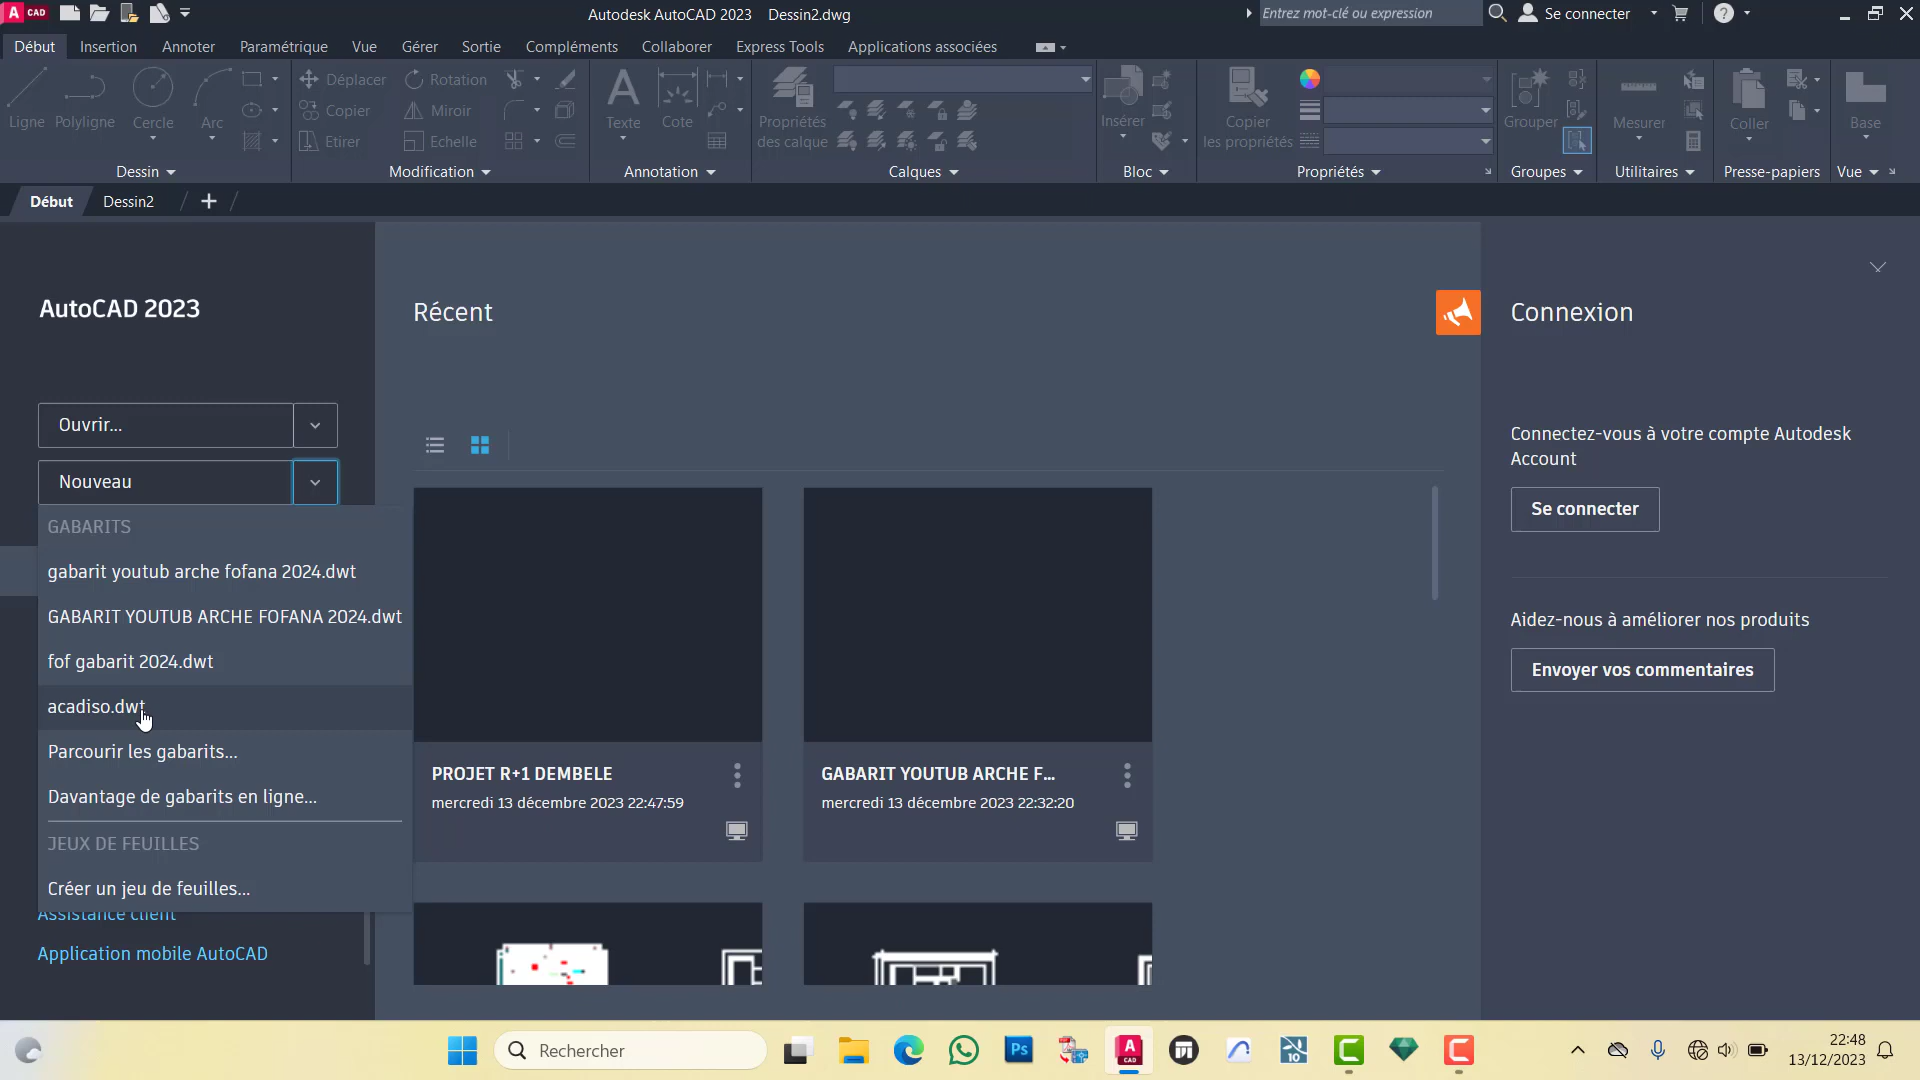 A CAD
Autodesk AutoCAD 2023 Dessin2.dwg
Entrez mot-clé ou expression
Se connecter
Début Insertion Annoter Paramétrique Vue Gérer Sortie Compléments Collaborer Express Tools Applications associées
Ligne Polyligne Cercle Arc
Déplacer Rotation
Copier Miroir
Etirer Echelle
Texte Cote
Propriétés
des calque
Insérer
Copier
les propriétés
Grouper
Mesurer
Coller
Base
Dessin Modification Annotation Calques Bloc Propriétés Groupes Utilitaires Presse-papiers Vue
Début Dessin2
AutoCAD 2023
Ouvrir...
Nouveau
GABARITS
gabarit youtub arche fofana 2024.dwt
GABARIT YOUTUB ARCHE FOFANA 2024.dwt
fof gabarit 2024.dwt
acadiso.dwt
Parcourir les gabarits...
Davantage de gabarits en ligne...
JEUX DE FEUILLES
Créer un jeu de feuilles...
Assistance client
Application mobile AutoCAD
Récent
PROJET R+1 DEMBELE
mercredi 13 décembre 2023 22:47:59
GABARIT YOUTUB ARCHE F...
mercredi 13 décembre 2023 22:32:20
Connexion
Connectez-vous à votre compte Autodesk
Account
Se connecter
Aidez-nous à améliorer nos produits
Envoyer vos commentaires
Rechercher
Ps
A CAD
10
22:48
13/12/2023